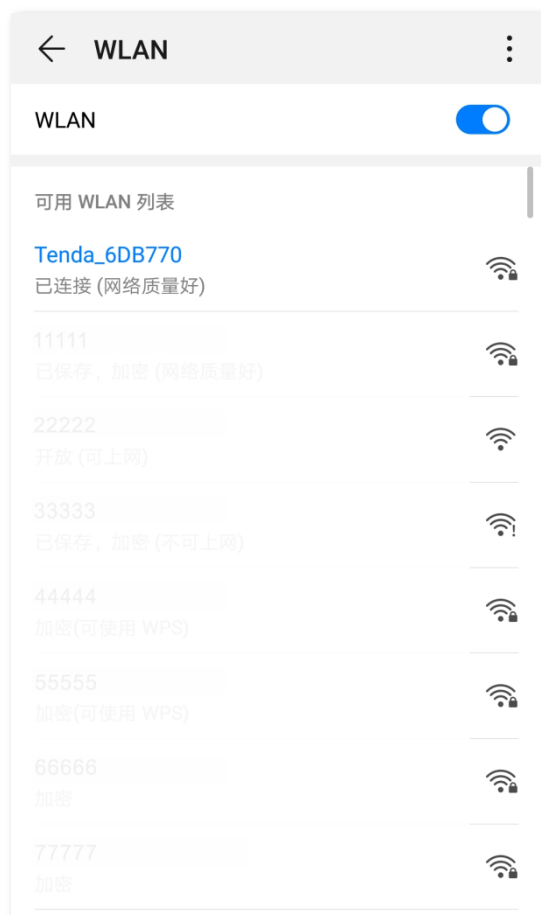 WLAN
WLAN
可用 WLAN 列表
Tenda_6DB770
已连接 (网络质量好)
11111
已保存，加密 (网络质量好)
22222
开放 (可上网)
33333
已保存，加密 (不可上网)
44444
加密(可使用 WPS)
55555
加密(可使用 WPS)
66666
加密
77777
加密